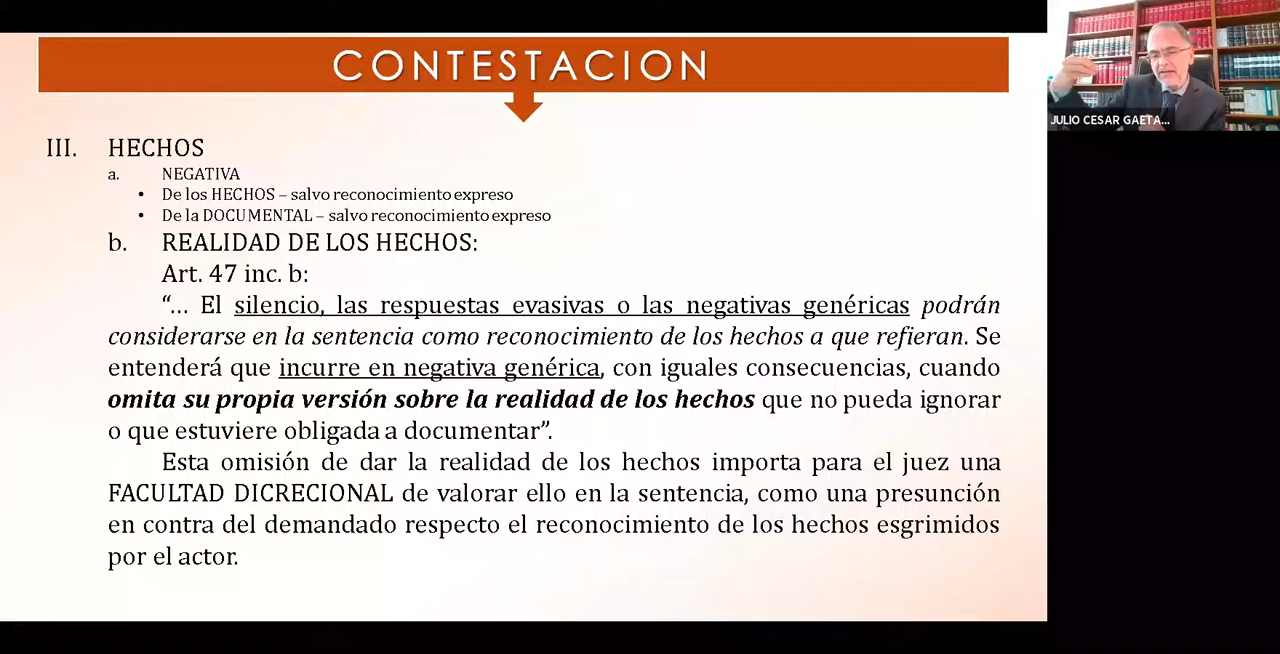 CONTESTACION
III. HECHOS
a. NEGATIVA
• De los HECHOS – salvo reconocimiento expreso
• De la DOCUMENTAL – salvo reconocimiento expreso
b. REALIDAD DE LOS HECHOS:
Art. 47 inc. b:
“... El silencio, las respuestas evasivas o las negativas genéricas podrán
considerarse en la sentencia como reconocimiento de los hechos a que refieran. Se
entenderá que incurre en negativa genérica, con iguales consecuencias, cuando
omita su propia versión sobre la realidad de los hechos que no pueda ignorar
o que estuviere obligada a documentar”.
Esta omisión de dar la realidad de los hechos importa para el juez una
FACULTAD DICRECIONAL de valorar ello en la sentencia, como una presunción
en contra del demandado respecto el reconocimiento de los hechos esgrimidos
por el actor.
JULIO CESAR GAETA...